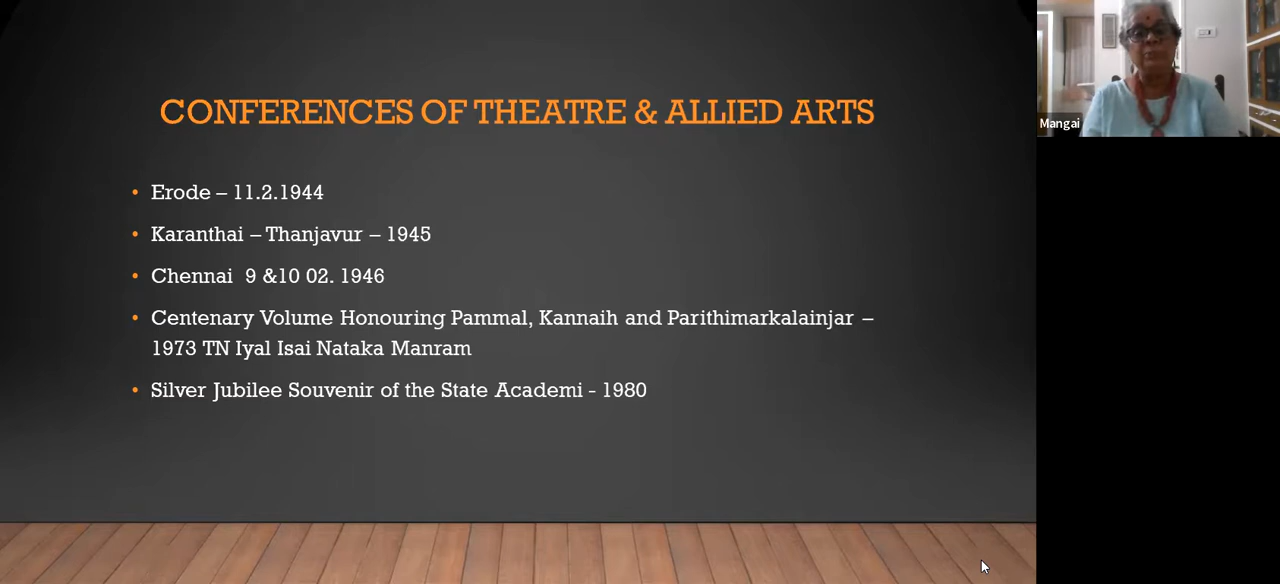 CONFERENCES OF THEATRE & ALLIED ARTS
• Erode – 11.2.1944
• Karanthai – Thanjavur – 1945
• Chennai 9 &10 02. 1946
• Centenary Volume Honouring Pammal, Kannaih and Parithimarkalainjar –
1973 TN Iyal Isai Nataka Manram
• Silver Jubilee Souvenir of the State Academi - 1980
Mangai